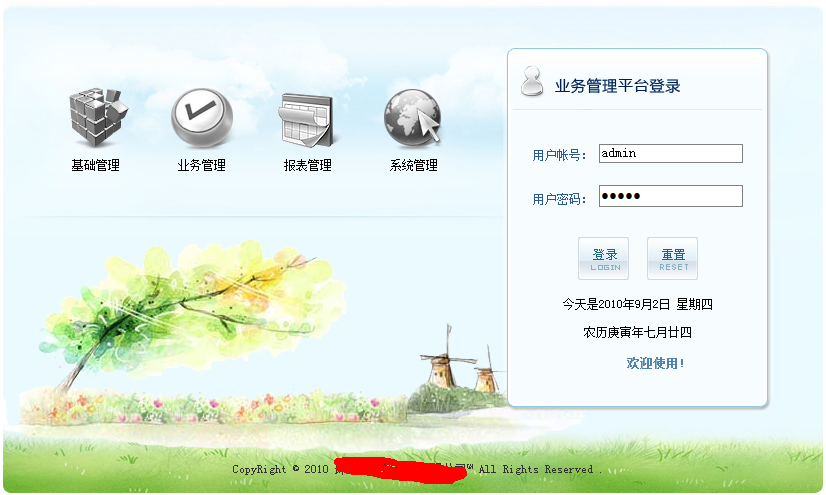 基础管理 业务管理 报表管理 系统管理
业务管理平台登录
用户帐号： admin
用户密码： ●●●●●
登录 重置
LOGIN RESET
今天是2010年9月2日 星期四
农历庚寅年七月廿四
欢迎使用!
CopyRight © 2010 All Rights Reserved .